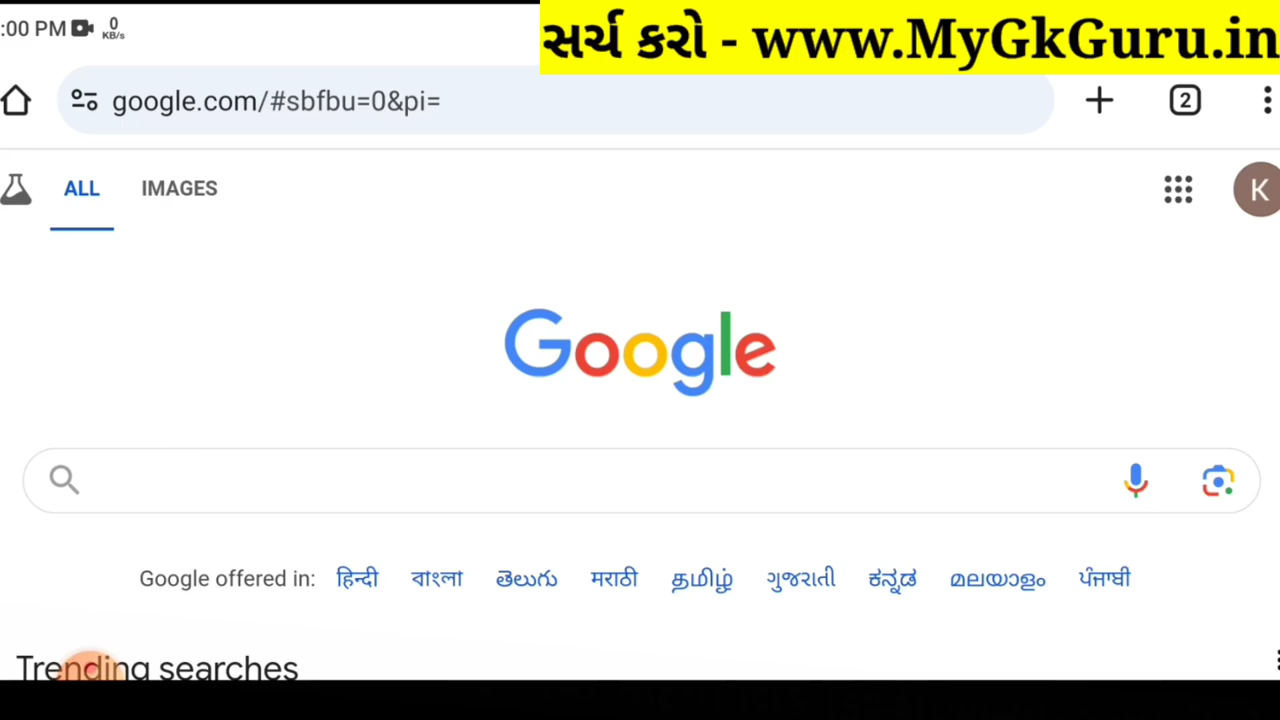 :00 PM 0 KB/s
સર્ચ કરો - www.MyGkGuru.in
google.com/#sbfbu=0&pi=
2
ALL IMAGES
K
Google
Google offered in: हिन्दी বাংলা తెలుగు मराठी தமிழ் ગુજરાતી ಕನ್ನಡ മലയാളം ਪੰਜਾਬੀ
Trending searches